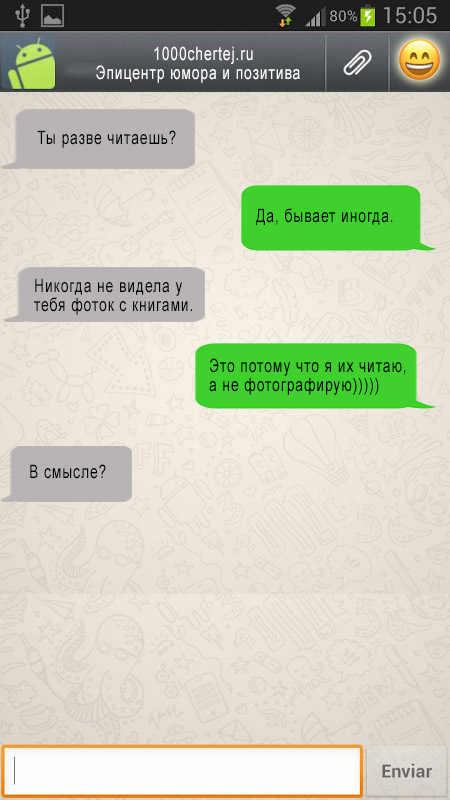 80% 15:05
1000chertej.ru
Эпицентр юмора и позитива
Ты разве читаешь?
Да, бывает иногда.
Никогда не видела у
тебя фоток с книгами.
Это потому что я их читаю,
а не фотографирую)))))
В смысле?
Enviar